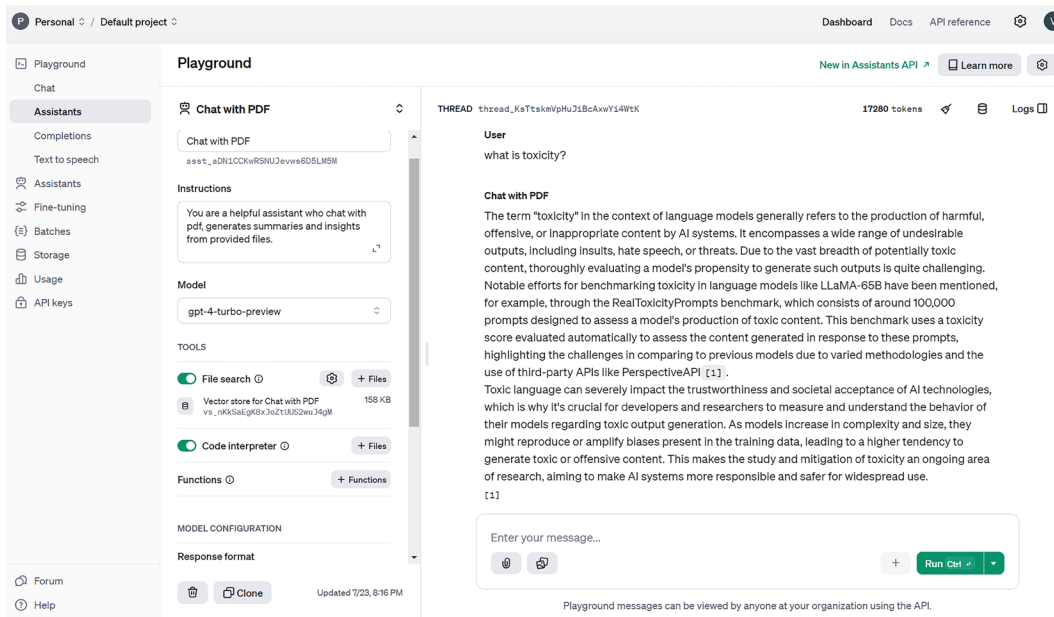 P Personal / Default project
Dashboard Docs API reference
Playground
Chat
Assistants
Completions
Text to speech
Assistants
Fine-tuning
Batches
Storage
Usage
API keys
Forum
Help
Playground
New in Assistants API ↗ Learn more
Chat with PDF
Chat with PDF
asst_aDN1CCKwRSNUJevws6D5LM5M
Instructions
You are a helpful assistant who chat with
pdf, generates summaries and insights
from provided files.
Model
gpt-4-turbo-preview
TOOLS
File search + Files
Vector store for Chat with PDF 158 KB
vs_nKkSaEgK8xJoZtUUS2wuJ4gM
Code interpreter + Files
Functions + Functions
MODEL CONFIGURATION
Response format
Clone Updated 7/23, 8:16 PM
THREAD thread_KsTtskmVpHuJiBcAxwYi4WtK 17280 tokens Logs
User
what is toxicity?
Chat with PDF
The term "toxicity" in the context of language models generally refers to the production of harmful,
offensive, or inappropriate content by AI systems. It encompasses a wide range of undesirable
outputs, including insults, hate speech, or threats. Due to the vast breadth of potentially toxic
content, thoroughly evaluating a model's propensity to generate such outputs is quite challenging.
Notable efforts for benchmarking toxicity in language models like LLaMA-65B have been mentioned,
for example, through the RealToxicityPrompts benchmark, which consists of around 100,000
prompts designed to assess a model's production of toxic content. This benchmark uses a toxicity
score evaluated automatically to assess the content generated in response to these prompts,
highlighting the challenges in comparing to previous models due to varied methodologies and the
use of third-party APIs like PerspectiveAPI [1] .
Toxic language can severely impact the trustworthiness and societal acceptance of AI technologies,
which is why it's crucial for developers and researchers to measure and understand the behavior of
their models regarding toxic output generation. As models increase in complexity and size, they
might reproduce or amplify biases present in the training data, leading to a higher tendency to
generate toxic or offensive content. This makes the study and mitigation of toxicity an ongoing area
of research, aiming to make AI systems more responsible and safer for widespread use.
[1]
Enter your message...
+ Run Ctrl ↵
Playground messages can be viewed by anyone at your organization using the API.